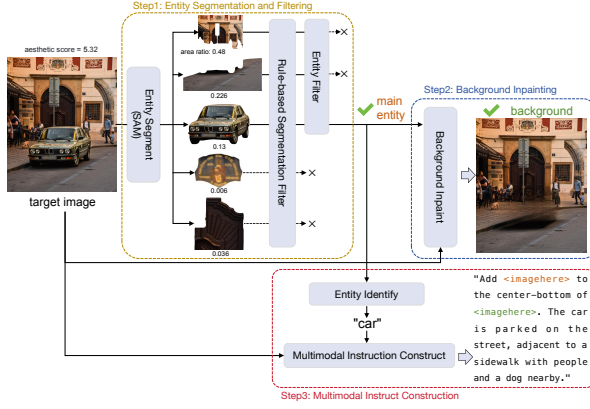 Step1: Entity Segmentation and Filtering
aesthetic score = 5.32
target image
Entity Segment
(SAM)
area ratio: 0.48
0.226
0.13
0.006
0.036
Rule-based Segmentation Filter
Entity Filter
main
entity
Step2: Background Inpainting
Background Inpaint
background
Entity Identify
"car"
Multimodal Instruction Construct
"Add <imagehere> to
the center-bottom of
<imagehere>. The car
is parked on the
street, adjacent to a
sidewalk with people
and a dog nearby."
Step3: Multimodal Instruct Construction